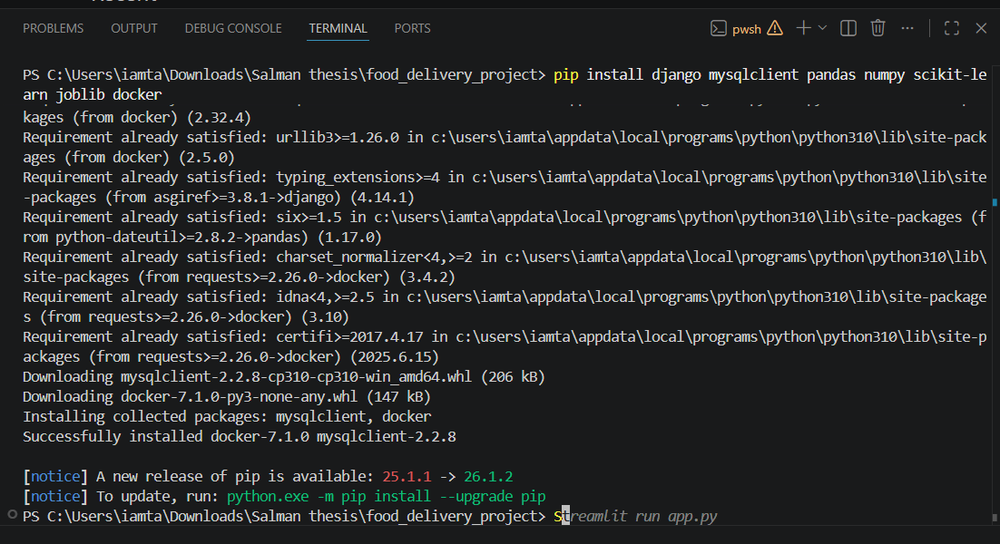 PROBLEMS OUTPUT DEBUG CONSOLE TERMINAL PORTS pwsh
PS C:\Users\iamta\Downloads\Salman thesis\food_delivery_project> pip install django mysqlclient pandas numpy scikit-le
arn joblib docker
kages (from docker) (2.32.4)
Requirement already satisfied: urllib3>=1.26.0 in c:\users\iamta\appdata\local\programs\python\python310\lib\site-pack
ages (from docker) (2.5.0)
Requirement already satisfied: typing_extensions>=4 in c:\users\iamta\appdata\local\programs\python\python310\lib\site
-packages (from asgiref>=3.8.1->django) (4.14.1)
Requirement already satisfied: six>=1.5 in c:\users\iamta\appdata\local\programs\python\python310\lib\site-packages (f
rom python-dateutil>=2.8.2->pandas) (1.17.0)
Requirement already satisfied: charset_normalizer<4,>=2 in c:\users\iamta\appdata\local\programs\python\python310\lib\
site-packages (from requests>=2.26.0->docker) (3.4.2)
Requirement already satisfied: idna<4,>=2.5 in c:\users\iamta\appdata\local\programs\python\python310\lib\site-package
s (from requests>=2.26.0->docker) (3.10)
Requirement already satisfied: certifi>=2017.4.17 in c:\users\iamta\appdata\local\programs\python\python310\lib\site-p
ackages (from requests>=2.26.0->docker) (2025.6.15)
Downloading mysqlclient-2.2.8-cp310-cp310-win_amd64.whl (206 kB)
Downloading docker-7.1.0-py3-none-any.whl (147 kB)
Installing collected packages: mysqlclient, docker
Successfully installed docker-7.1.0 mysqlclient-2.2.8
[notice] A new release of pip is available: 25.1.1 -> 26.1.2
[notice] To update, run: python.exe -m pip install --upgrade pip
PS C:\Users\iamta\Downloads\Salman thesis\food_delivery_project> Streamlit run app.py